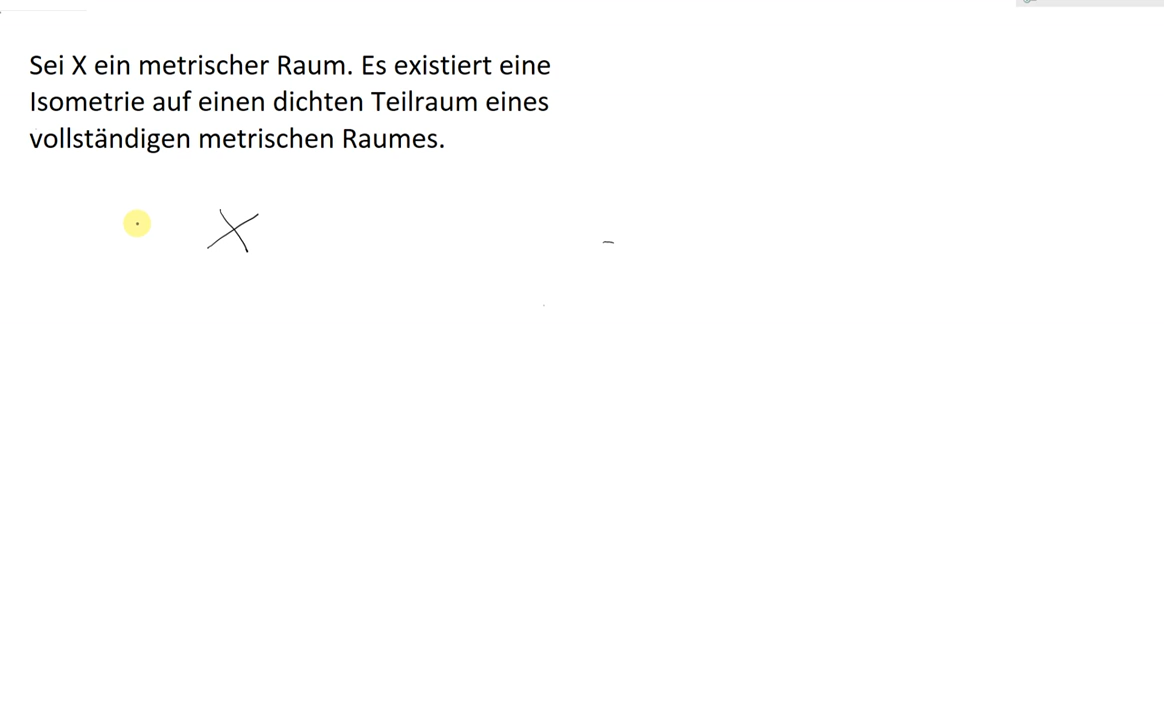 Sei X ein metrischer Raum. Es existiert eine
Isometrie auf einen dichten Teilraum eines
vollständigen metrischen Raumes.
X